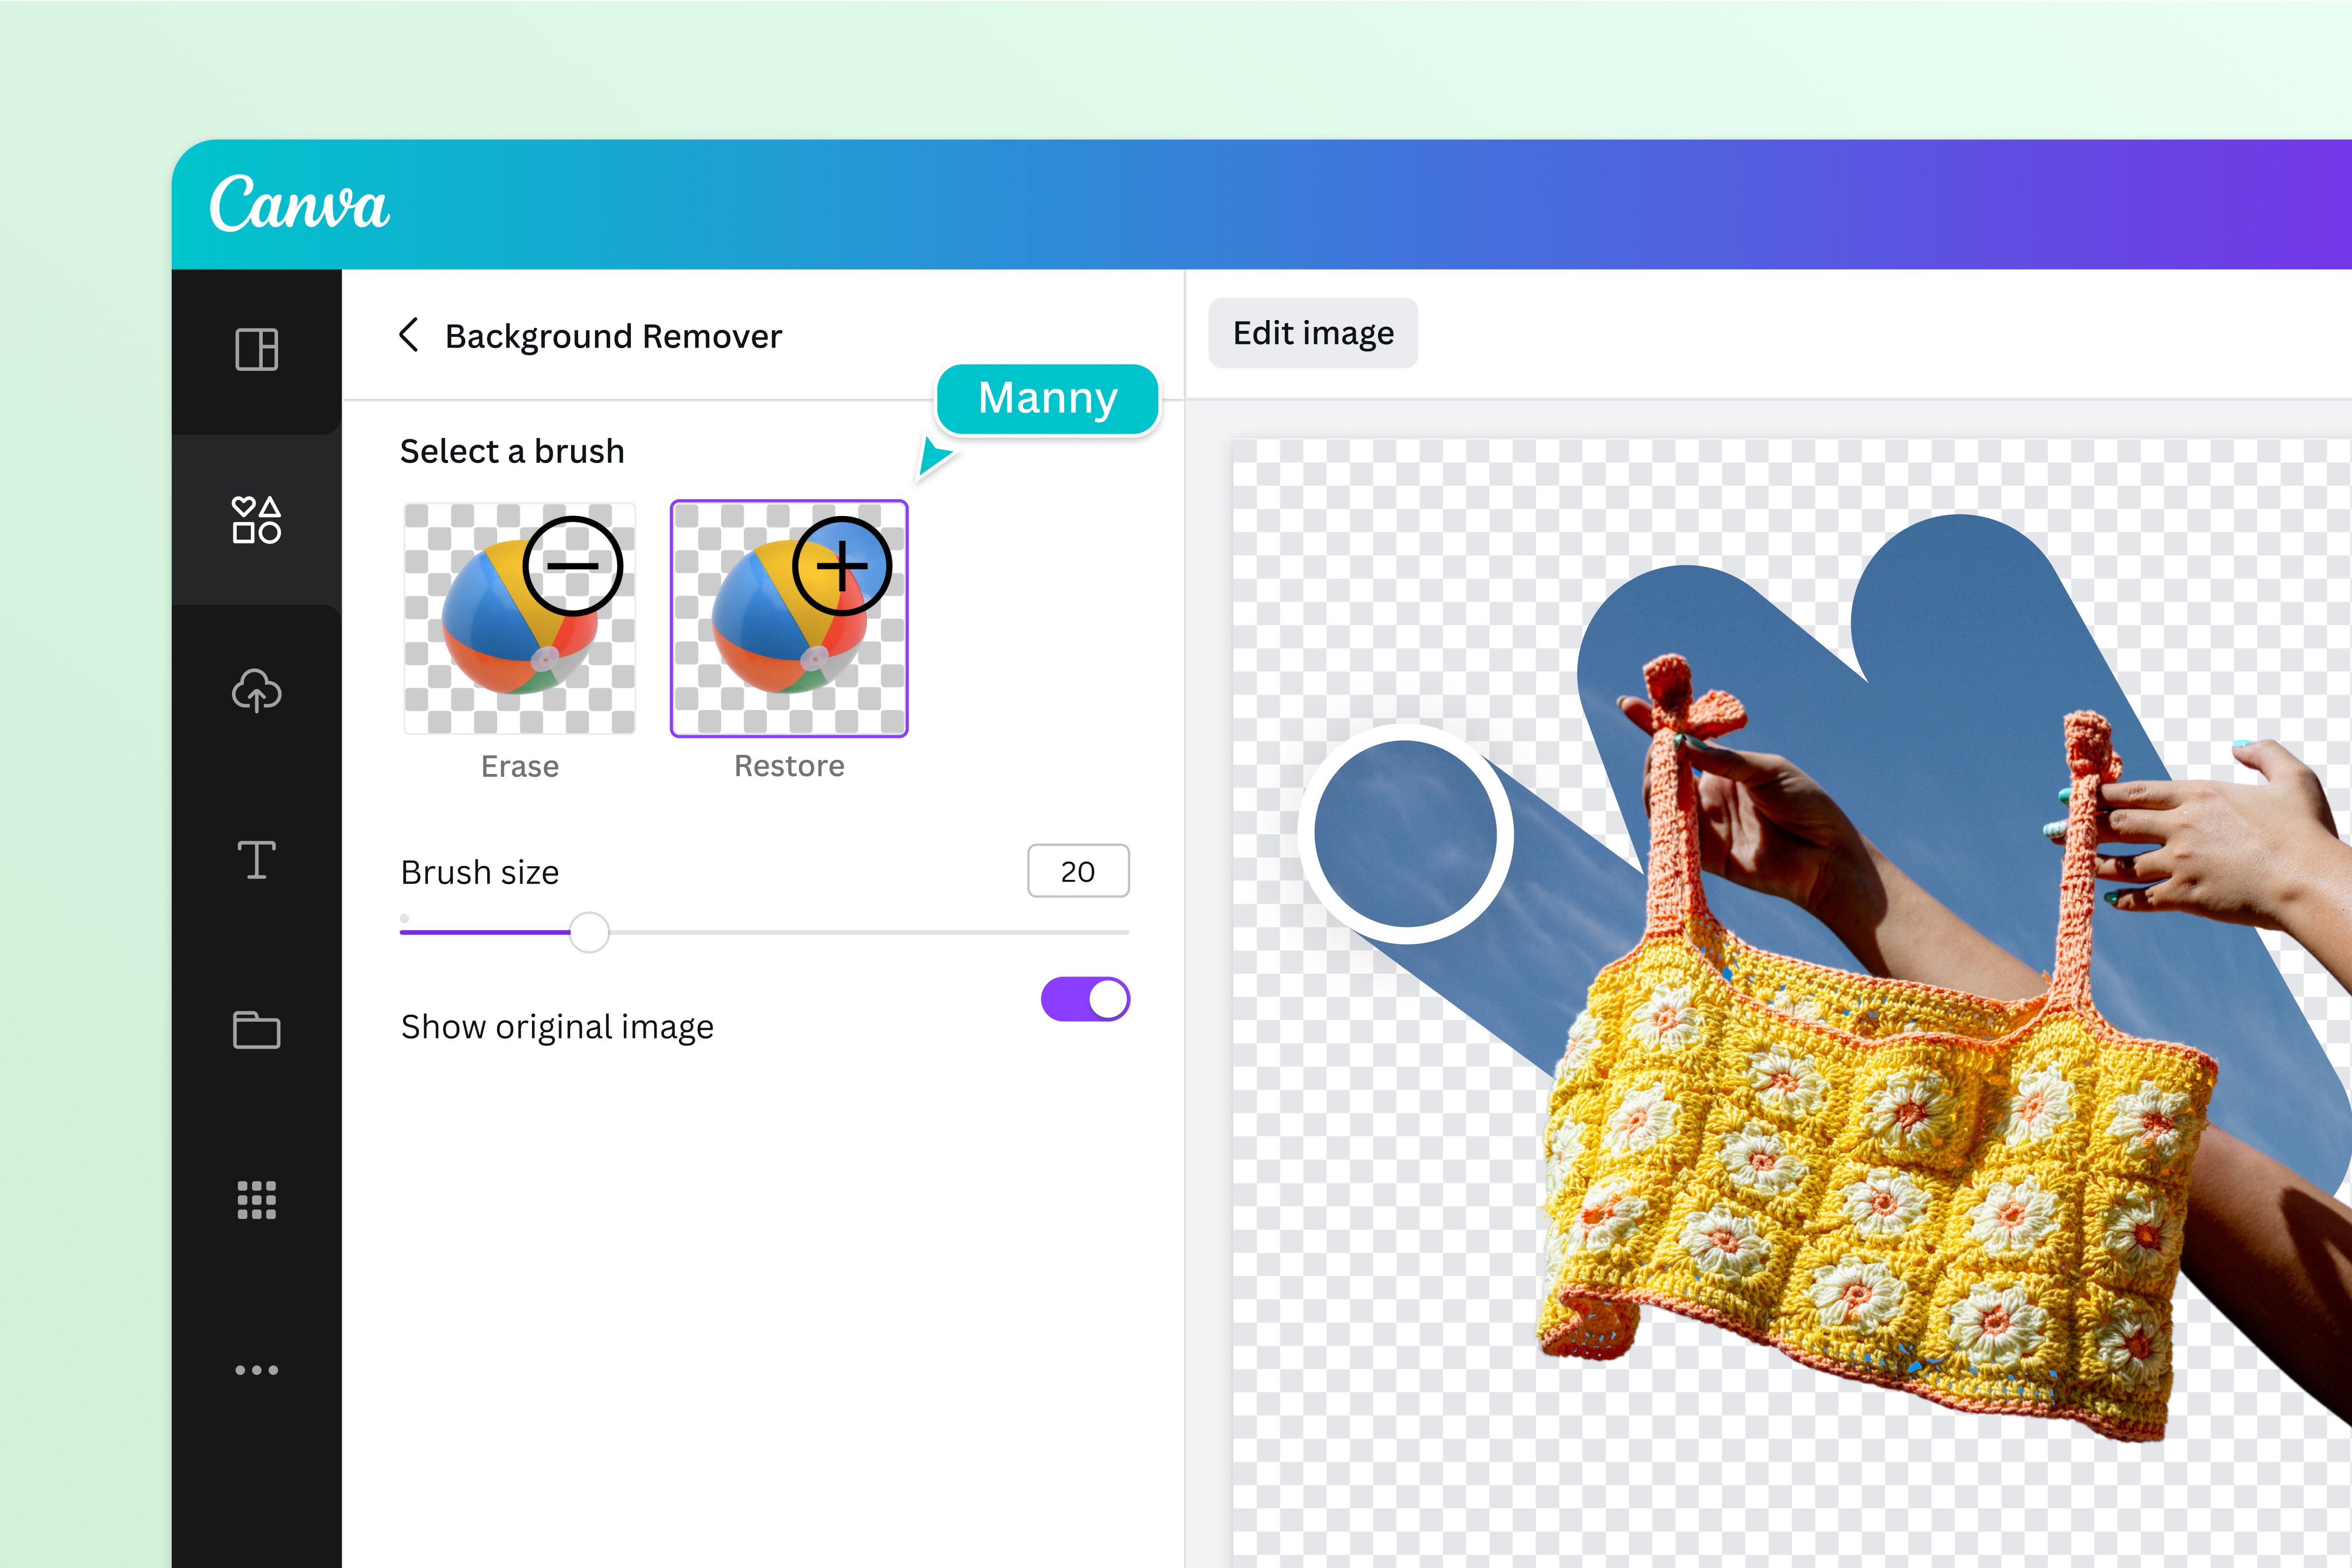 Canva
Background Remover
Edit image
Manny
Select a brush
Erase
Restore
Brush size
20
Show original image